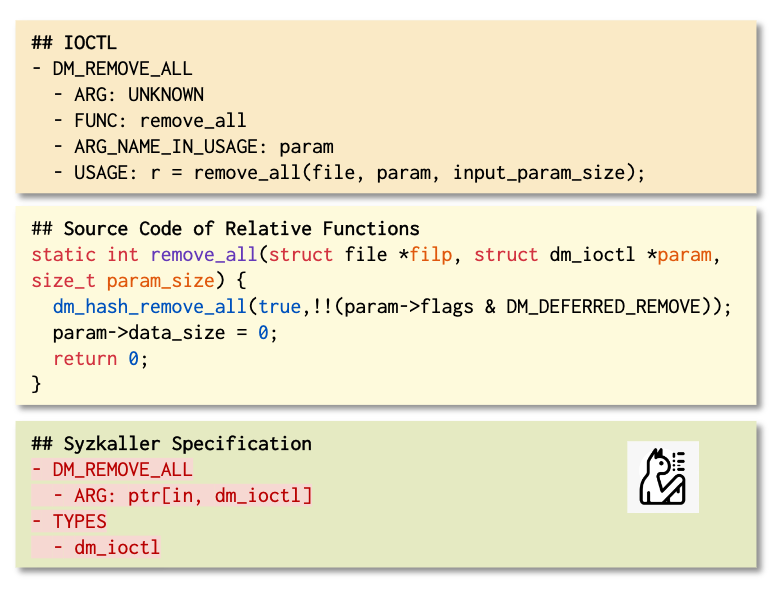 ## IOCTL
- DM_REMOVE_ALL
  - ARG: UNKNOWN
  - FUNC: remove_all
  - ARG_NAME_IN_USAGE: param
  - USAGE: r = remove_all(file, param, input_param_size);
## Source Code of Relative Functions
static int remove_all(struct file *filp, struct dm_ioctl *param,
size_t param_size) {
  dm_hash_remove_all(true,!!(param->flags & DM_DEFERRED_REMOVE));
  param->data_size = 0;
  return 0;
}
## Syzkaller Specification
- DM_REMOVE_ALL
  - ARG: ptr[in, dm_ioctl]
- TYPES
  - dm_ioctl